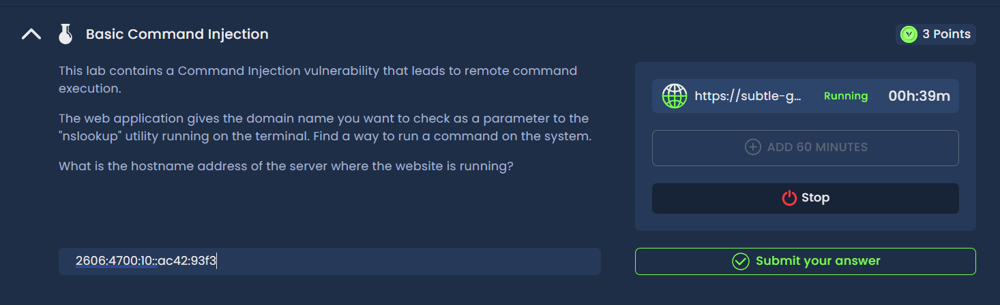 Basic Command Injection
3 Points
This lab contains a Command Injection vulnerability that leads to remote command
execution.
The web application gives the domain name you want to check as a parameter to the
"nslookup" utility running on the terminal. Find a way to run a command on the system.
What is the hostname address of the server where the website is running?
https://subtle-g...
Running
00h:39m
ADD 60 MINUTES
Stop
2606:4700:10::ac42:93f3
Submit your answer